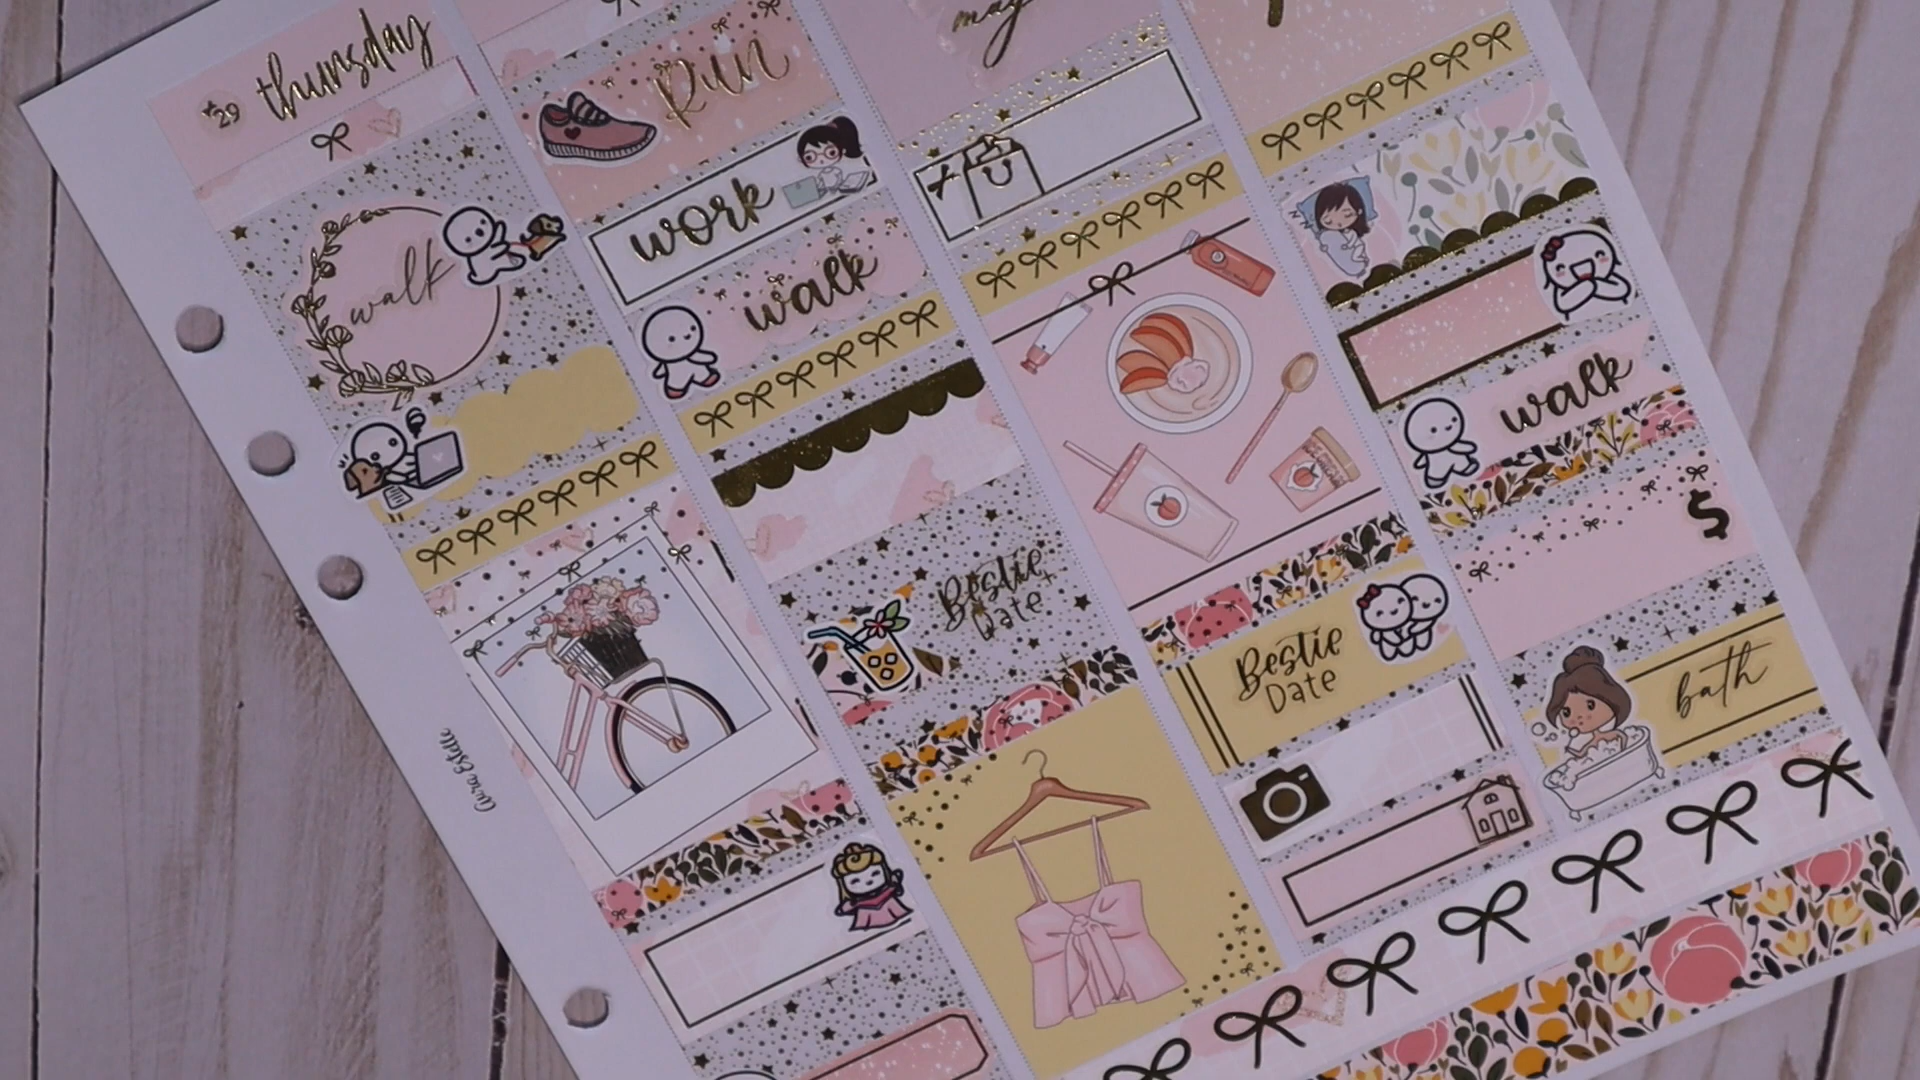 29 thursday
walk
Run
work
walk
Bestie
Date
Bestie
Date
walk
$
bath